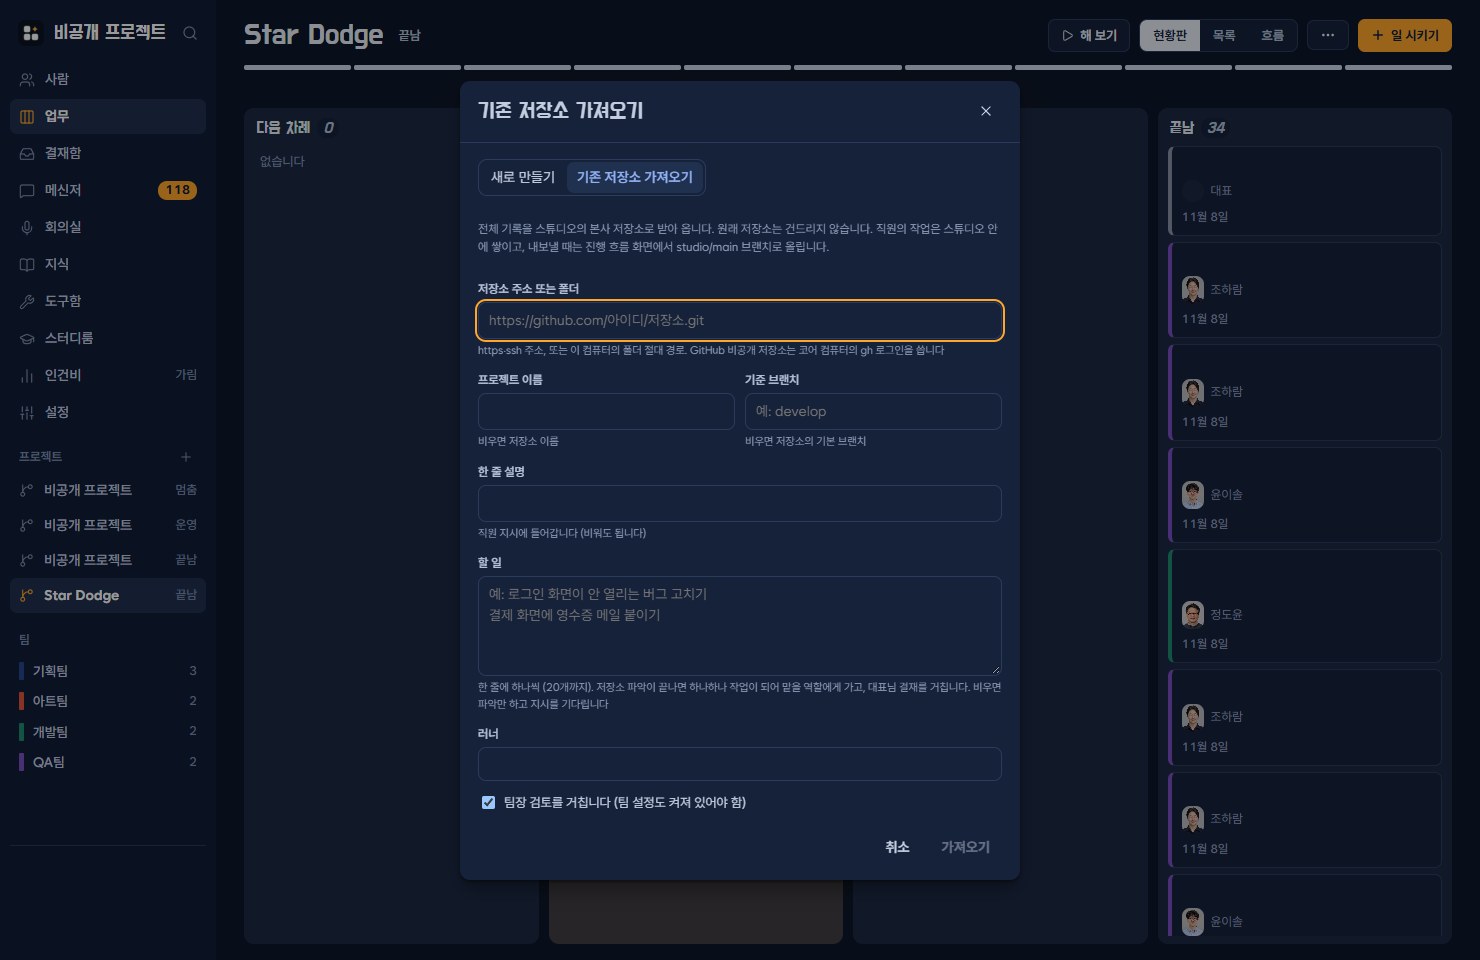 비공개 프로젝트
사람
업무
결재함
메신저 118
회의실
지식
도구함
스터디룸
인건비 가림
설정
프로젝트
비공개 프로젝트 멈춤
비공개 프로젝트 운영
비공개 프로젝트 끝남
Star Dodge 끝남
팀
기획팀 3
아트팀 2
개발팀 2
QA팀 2
Star Dodge 끝남
해 보기
현황판 목록 흐름
일 시키기
다음 차례 0
없습니다
기존 저장소 가져오기
새로 만들기 기존 저장소 가져오기
전체 기록을 스튜디오의 본사 저장소로 받아 옵니다. 원래 저장소는 건드리지 않습니다. 직원의 작업은 스튜디오 안
에 쌓이고, 내보낼 때는 진행 흐름 화면에서 studio/main 브랜치로 올립니다.
저장소 주소 또는 폴더
https://github.com/아이디/저장소.git
https·ssh 주소, 또는 이 컴퓨터의 폴더 절대 경로. GitHub 비공개 저장소는 코어 컴퓨터의 gh 로그인을 씁니다
프로젝트 이름 기준 브랜치
예: develop
비우면 저장소 이름 비우면 저장소의 기본 브랜치
한 줄 설명
직원 지시에 들어갑니다 (비워도 됩니다)
할 일
예: 로그인 화면이 안 열리는 버그 고치기
결제 화면에 영수증 메일 붙이기
한 줄에 하나씩 (20개까지). 저장소 파악이 끝나면 하나하나 작업이 되어 맡을 역할에게 가고, 대표님 결재를 거칩니다. 비우면
파악만 하고 지시를 기다립니다
러너
팀장 검토를 거칩니다 (팀 설정도 켜져 있어야 함)
취소 가져오기
끝남 34
대표
11월 8일
조하람
11월 8일
조하람
11월 8일
윤이솔
11월 8일
정도윤
11월 8일
조하람
11월 8일
조하람
11월 8일
윤이솔